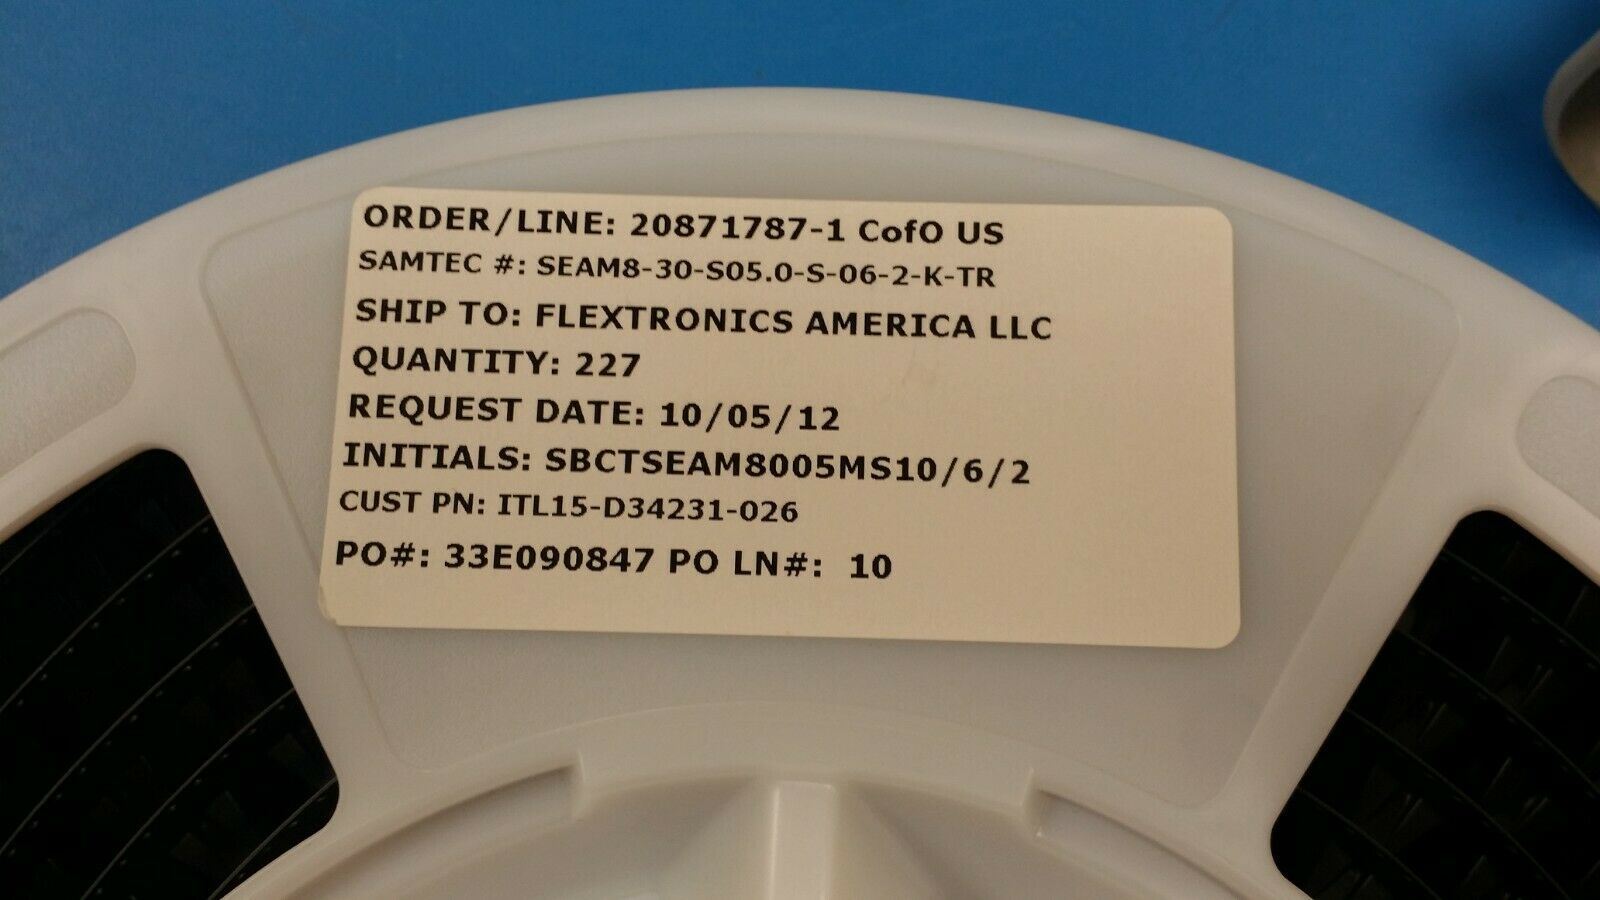 ORDER/LINE: 20871787-1 CofO US
SAMTEC #: SEAM8-30-S05.0-S-06-2-K-TR
SHIP TO: FLEXTRONICS AMERICA LLC
QUANTITY: 227
REQUEST DATE: 10/05/12
INITIALS: SBCTSEAM8005MS10/6/2
CUST PN: ITL15-D34231-026
PO#: 33E090847 PO LN#: 10